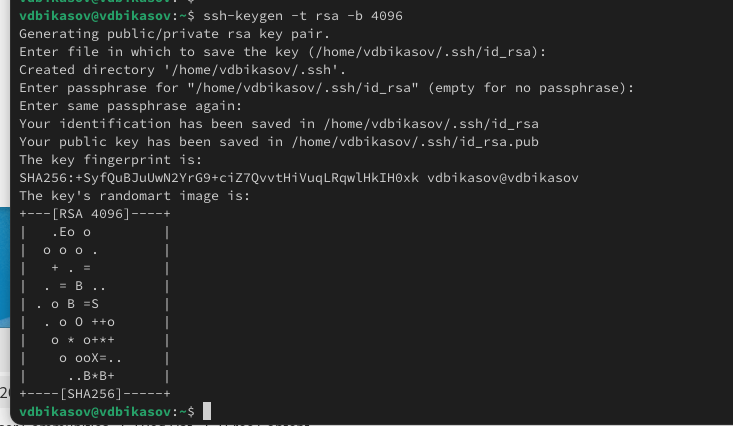 vdbikasov@vdbikasov:~$ ssh-keygen -t rsa -b 4096
Generating public/private rsa key pair.
Enter file in which to save the key (/home/vdbikasov/.ssh/id_rsa):
Created directory '/home/vdbikasov/.ssh'.
Enter passphrase for "/home/vdbikasov/.ssh/id_rsa" (empty for no passphrase):
Enter same passphrase again:
Your identification has been saved in /home/vdbikasov/.ssh/id_rsa
Your public key has been saved in /home/vdbikasov/.ssh/id_rsa.pub
The key fingerprint is:
SHA256:+SyfQuBJuUwN2YrG9+ciZ7QvvtHiVuqLRqwlHkIH0xk vdbikasov@vdbikasov
The key's randomart image is:
+---[RSA 4096]----+
|   .Eo o         |
|  o o o .        |
|   + . =         |
|  . = B ..       |
| . o B =S        |
|  . o O ++o      |
|   o * o+*+      |
|    o ooX=..     |
|     ..B*B+      |
+----[SHA256]-----+
vdbikasov@vdbikasov:~$